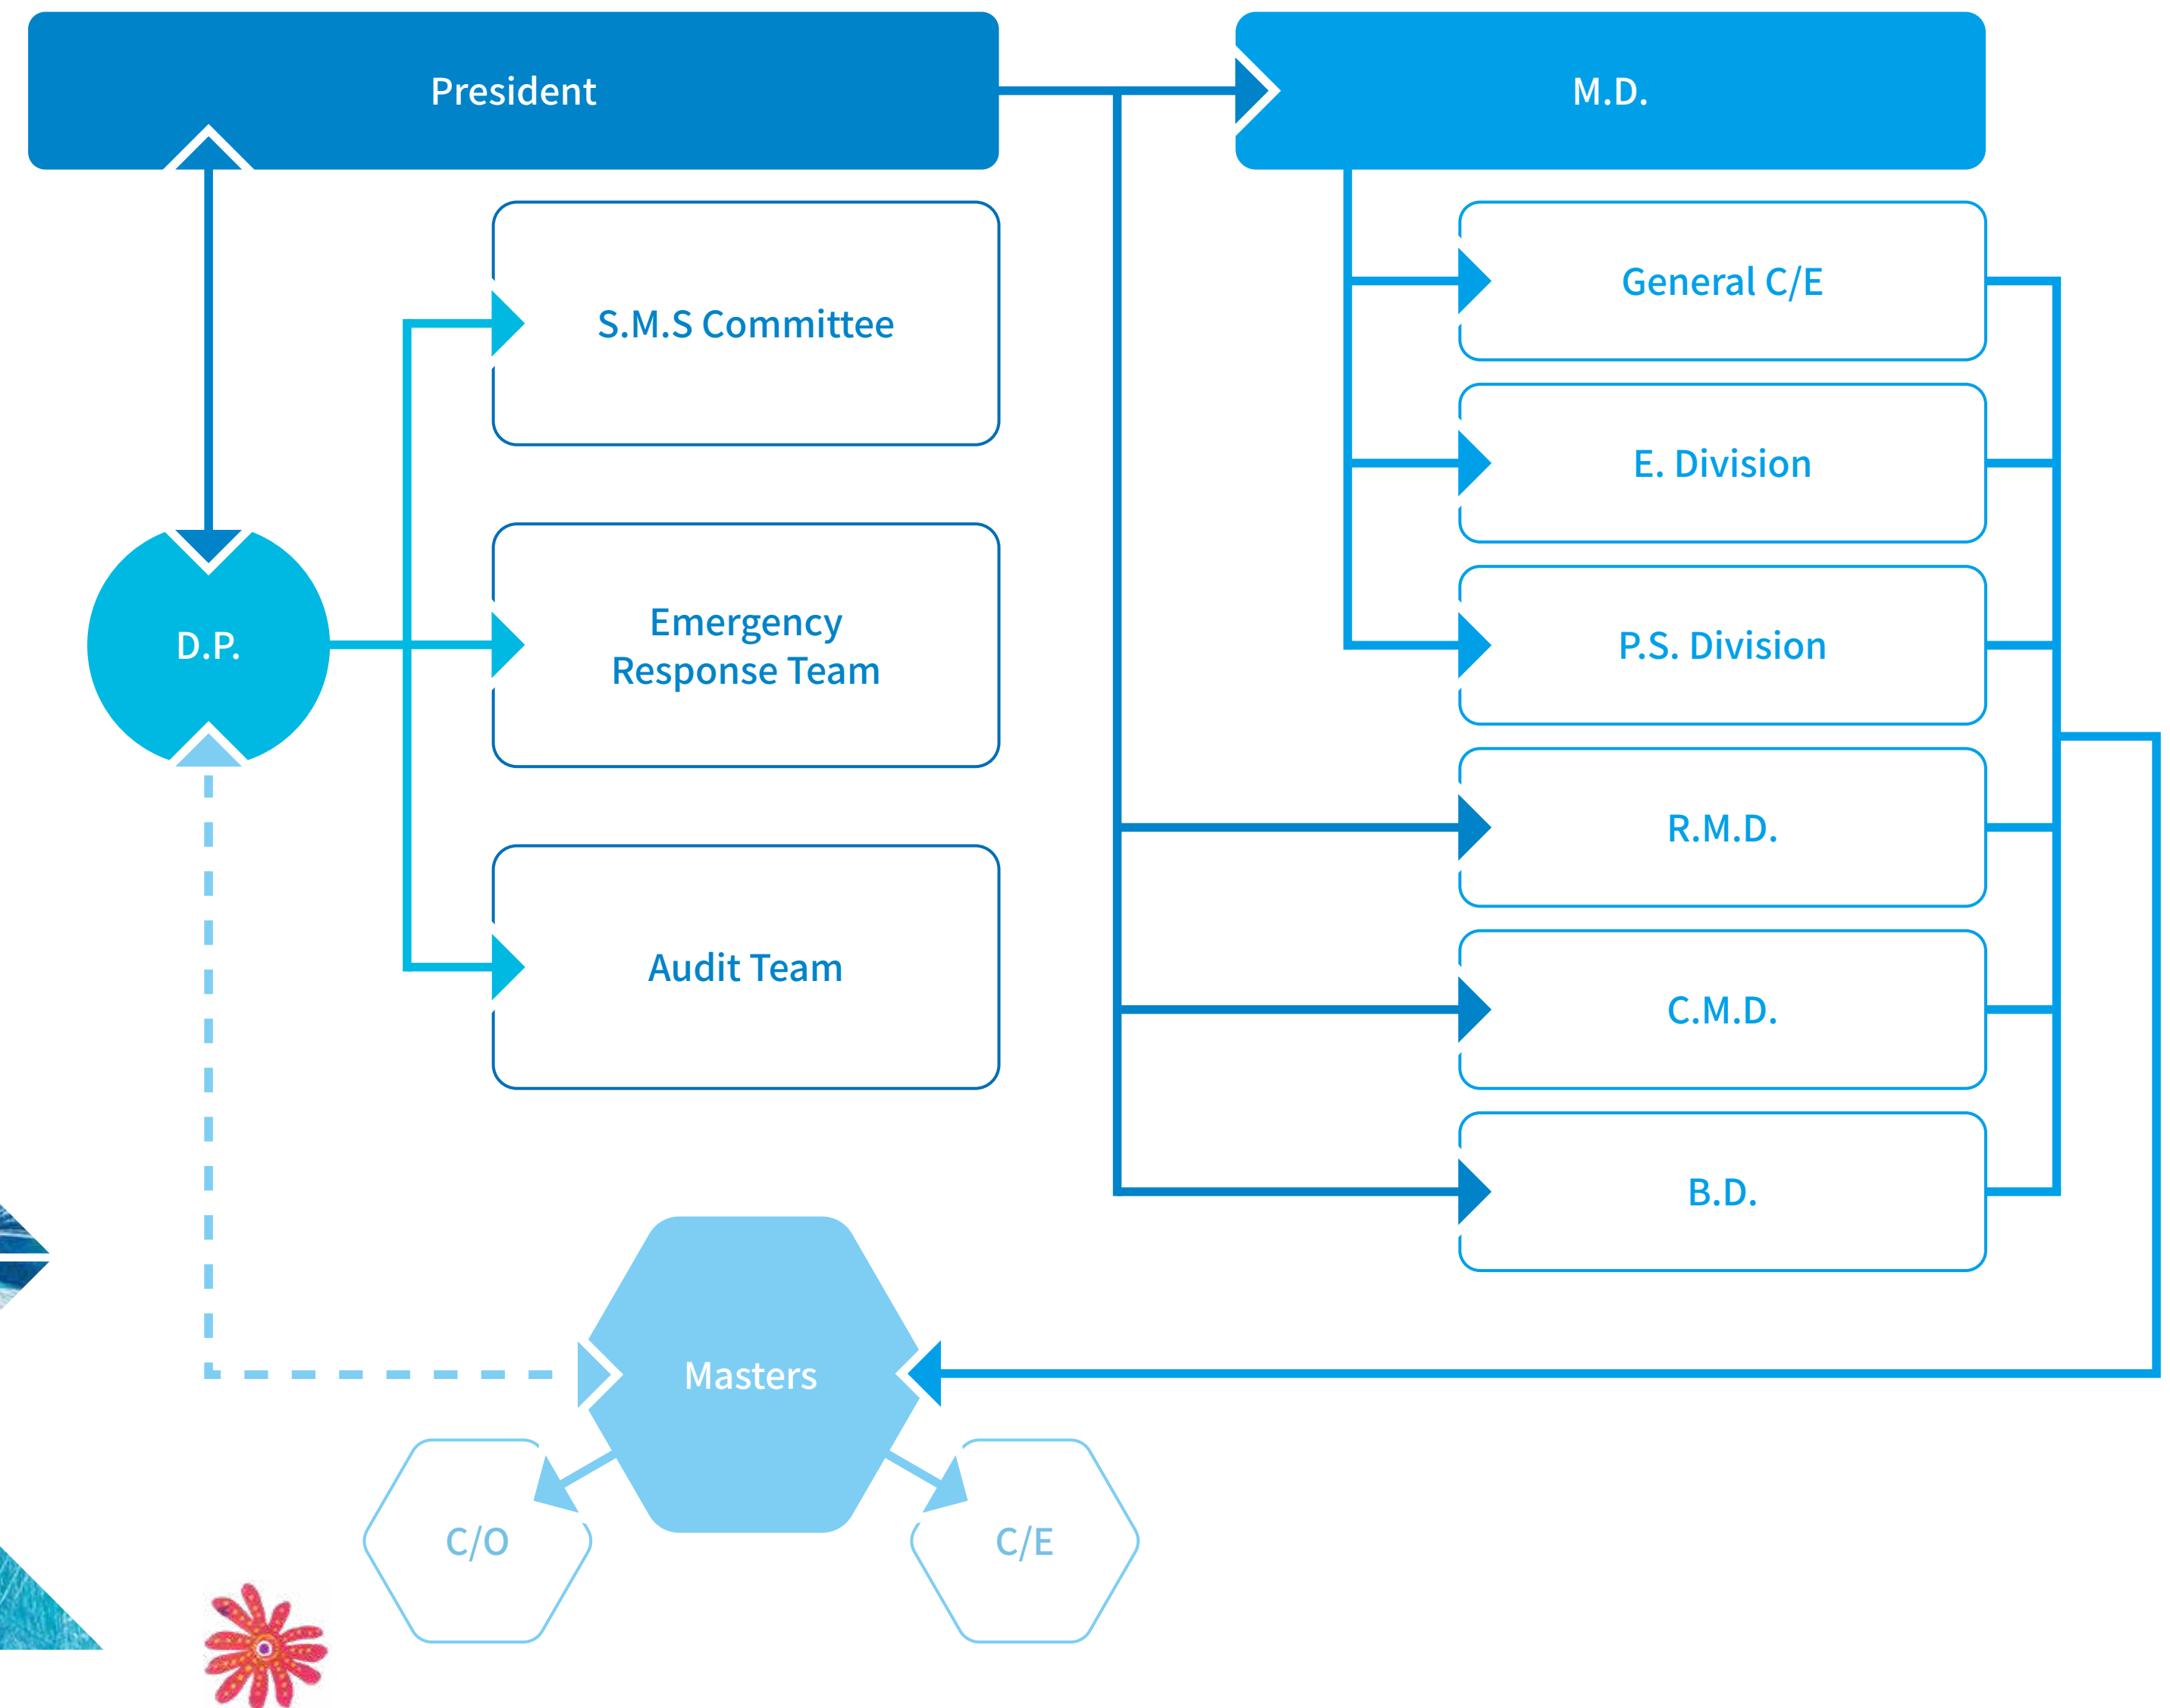 President
M.D.
S.M.S Committee
General C/E
E. Division
Emergency
Response Team
D.P.
P.S. Division
R.M.D.
Audit Team
C.M.D.
B.D.
Masters
C/O
C/E